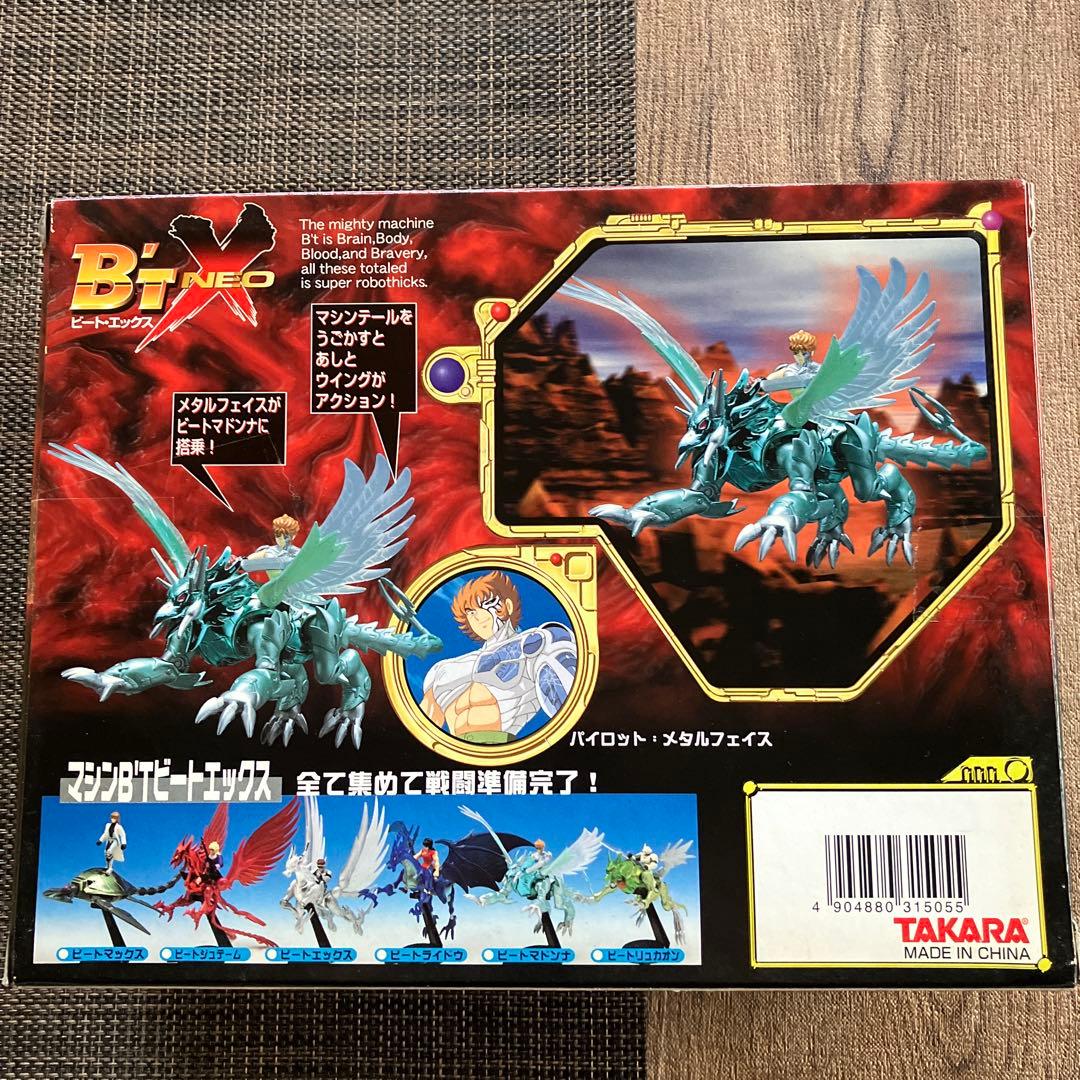 B'T X
NEO
ビート・エックス
The mighty machine
B't is Brain,Body,
Blood,and Bravery,
all these totaled
is super robothicks.
マシンテールを
うごかすと
あしと
ウイングが
アクション!
メタルフェイスが
ビートマドンナに
搭乗!
パイロット:メタルフェイス
マシンB'Tビートエックス 全て集めて戦闘準備完了!
ビートマックス ビートジュテーム ビートエックス ビートライドウ ビートマドンナ ビートリュカオン
4 904880 315055
TAKARA
MADE IN CHINA